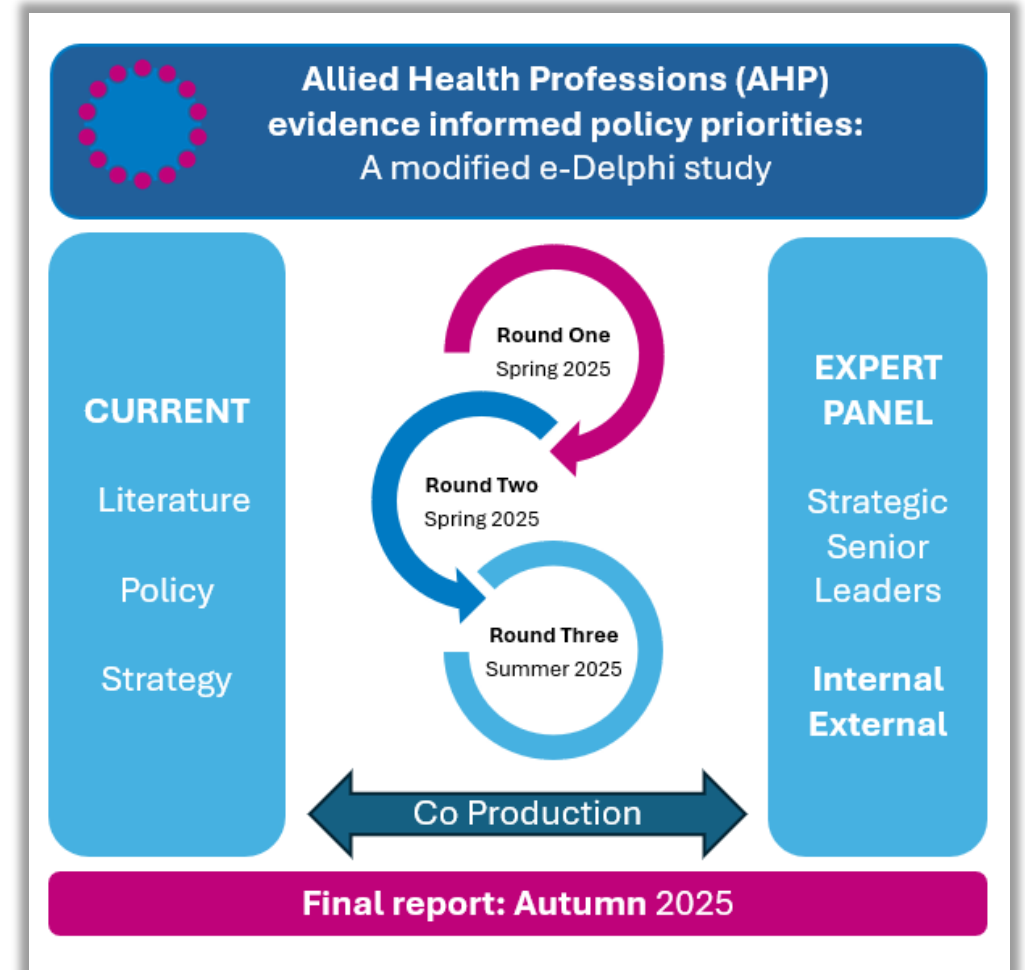 Allied Health Professions (AHP)
evidence informed policy priorities:
A modified e-Delphi study
CURRENT
Literature
Policy
Strategy
Round One
Spring 2025
Round Two
Spring 2025
Round Three
Summer 2025
EXPERT
PANEL
Strategic
Senior
Leaders
Internal
External
Co Production
Final report: Autumn 2025